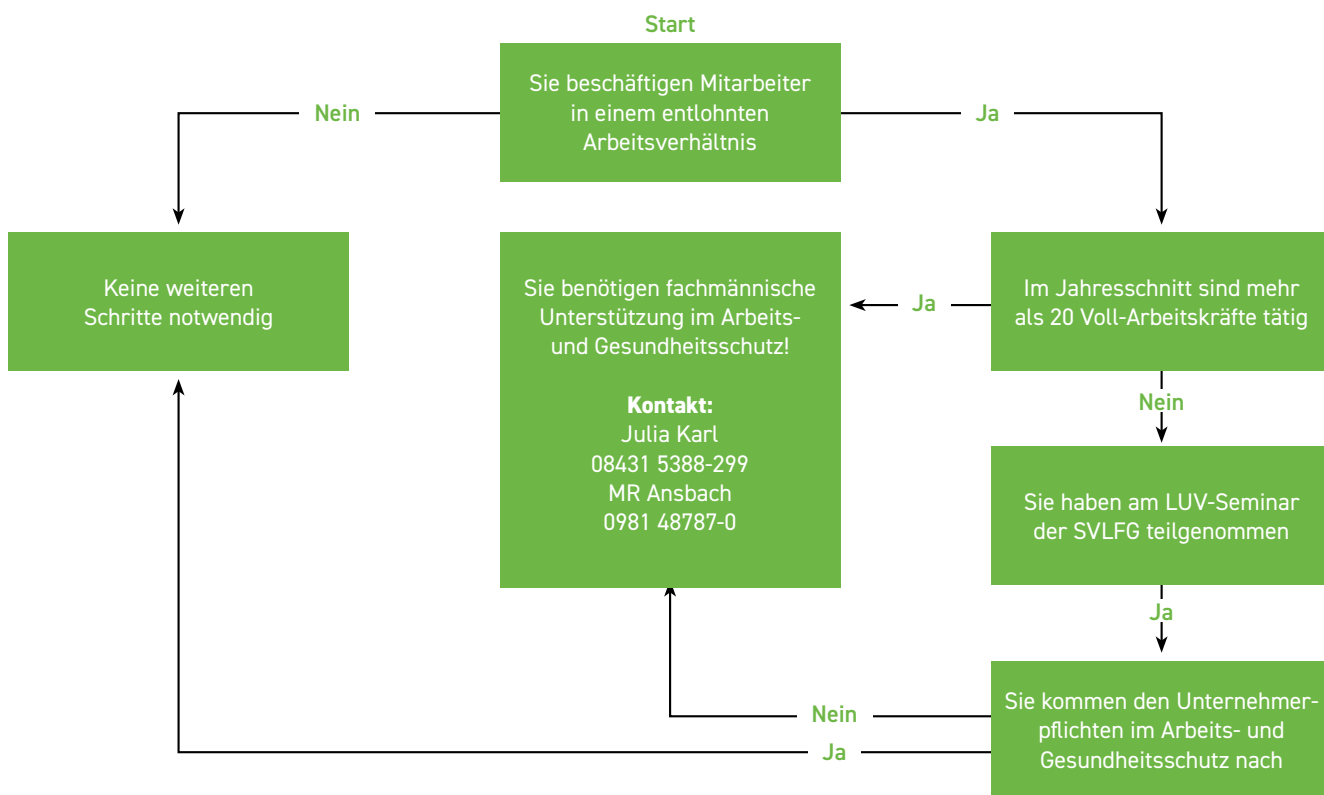 Start
Sie beschäftigen Mitarbeiter
in einem entlohnten
Arbeitsverhältnis
Nein
Ja
Keine weiteren
Schritte notwendig
Sie benötigen fachmännische
Unterstützung im Arbeits-
und Gesundheitsschutz!
Kontakt:
Julia Karl
08431 5388-299
MR Ansbach
0981 48787-0
Ja
Im Jahresschnitt sind mehr
als 20 Voll-Arbeitskräfte tätig
Nein
Sie haben am LUV-Seminar
der SVLFG teilgenommen
Ja
Sie kommen den Unternehmer-
pflichten im Arbeits- und
Gesundheitsschutz nach
Nein
Ja